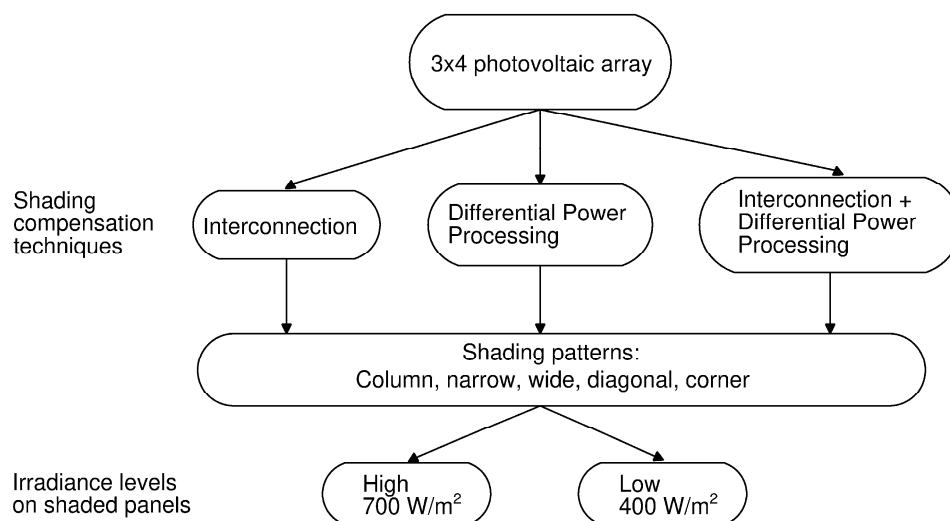 3x4 photovoltaic array
Shading
compensation
techniques
Interconnection
Differential Power
Processing
Interconnection +
Differential Power
Processing
Shading patterns:
Column, narrow, wide, diagonal, corner
Irradiance levels
on shaded panels
High
700 W/m²
Low
400 W/m²